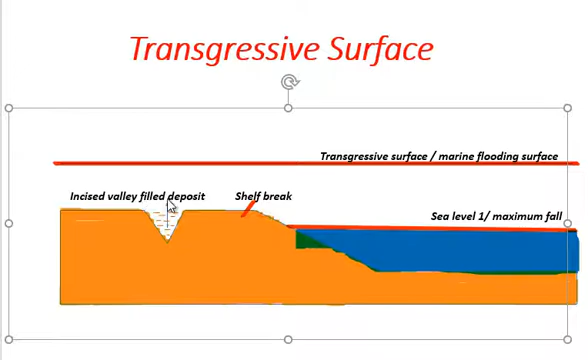 Transgressive Surface
Transgressive surface / marine flooding surface
Incised valley filled deposit
Shelf break
Sea level 1/ maximum fall